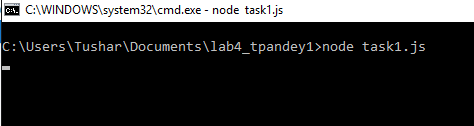 C:\WINDOWS\system32\cmd.exe - node task1.js
C:\Users\Tushar\Documents\lab4_tpandey1>node task1.js